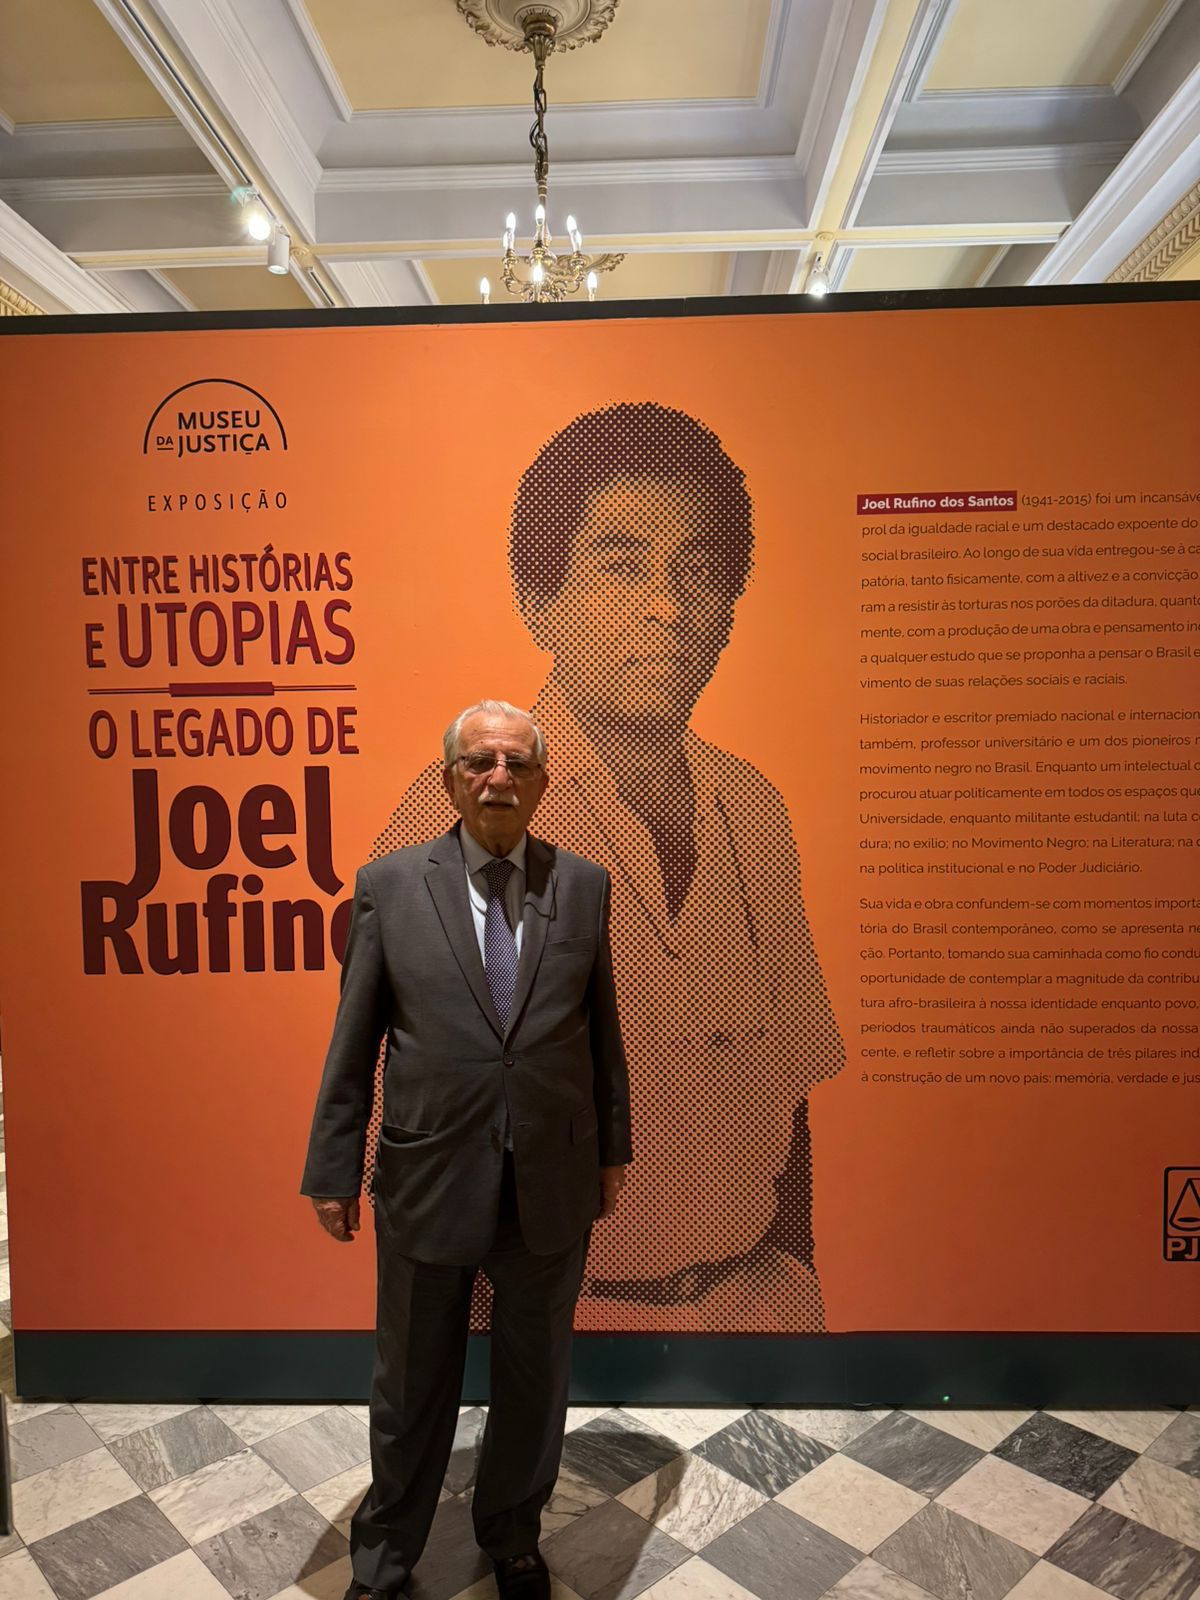 MUSEU
DA JUSTIÇA
EXPOSIÇÃO
ENTRE HISTÓRIAS
E UTOPIAS
O LEGADO DE
Joel
Rufino
Joel Rufino dos Santos (1941-2015) foi um incansáve
prol da igualdade racial e um destacado expoente do
social brasileiro. Ao longo de sua vida entregou-se à ca
patória, tanto fisicamente, com a altivez e a convicção
ram a resistir às torturas nos porões da ditadura, quant
mente, com a produção de uma obra e pensamento in
a qualquer estudo que se proponha a pensar o Brasil e
vimento de suas relações sociais e raciais.
Historiador e escritor premiado nacional e internacion
também, professor universitário e um dos pioneiros
movimento negro no Brasil. Enquanto um intelectual
procurou atuar politicamente em todos os espaços que
Universidade, enquanto militante estudantil; na luta c
dura; no exílio; no Movimento Negro; na Literatura; na
na política institucional e no Poder Judiciário.
Sua vida e obra confundem-se com momentos importa
tória do Brasil contemporâneo, como se apresenta ne
ção. Portanto, tomando sua caminhada como fio condu
oportunidade de contemplar a magnitude da contribu
tura afro-brasileira à nossa identidade enquanto povo,
períodos traumáticos ainda não superados da nossa
cente, e refletir sobre a importância de três pilares ind
à construção de um novo país: memória, verdade e jus
PJ